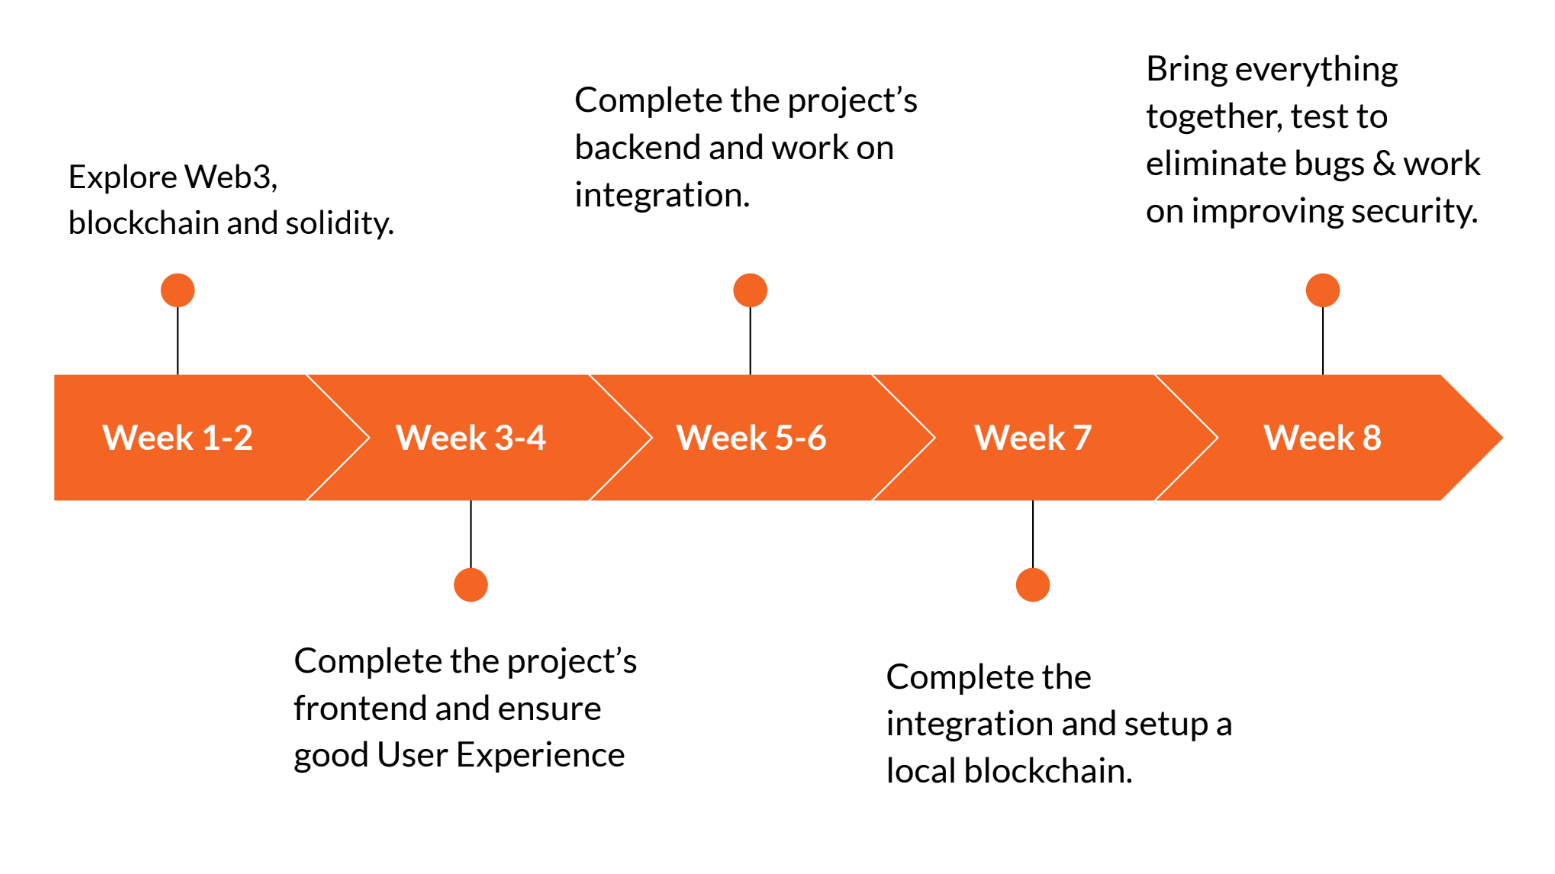 Explore Web3,
blockchain and solidity.
Complete the project’s
backend and work on
integration.
Bring everything
together, test to
eliminate bugs & work
on improving security.
Week 1-2
Week 3-4
Week 5-6
Week 7
Week 8
Complete the project’s
frontend and ensure
good User Experience
Complete the
integration and setup a
local blockchain.